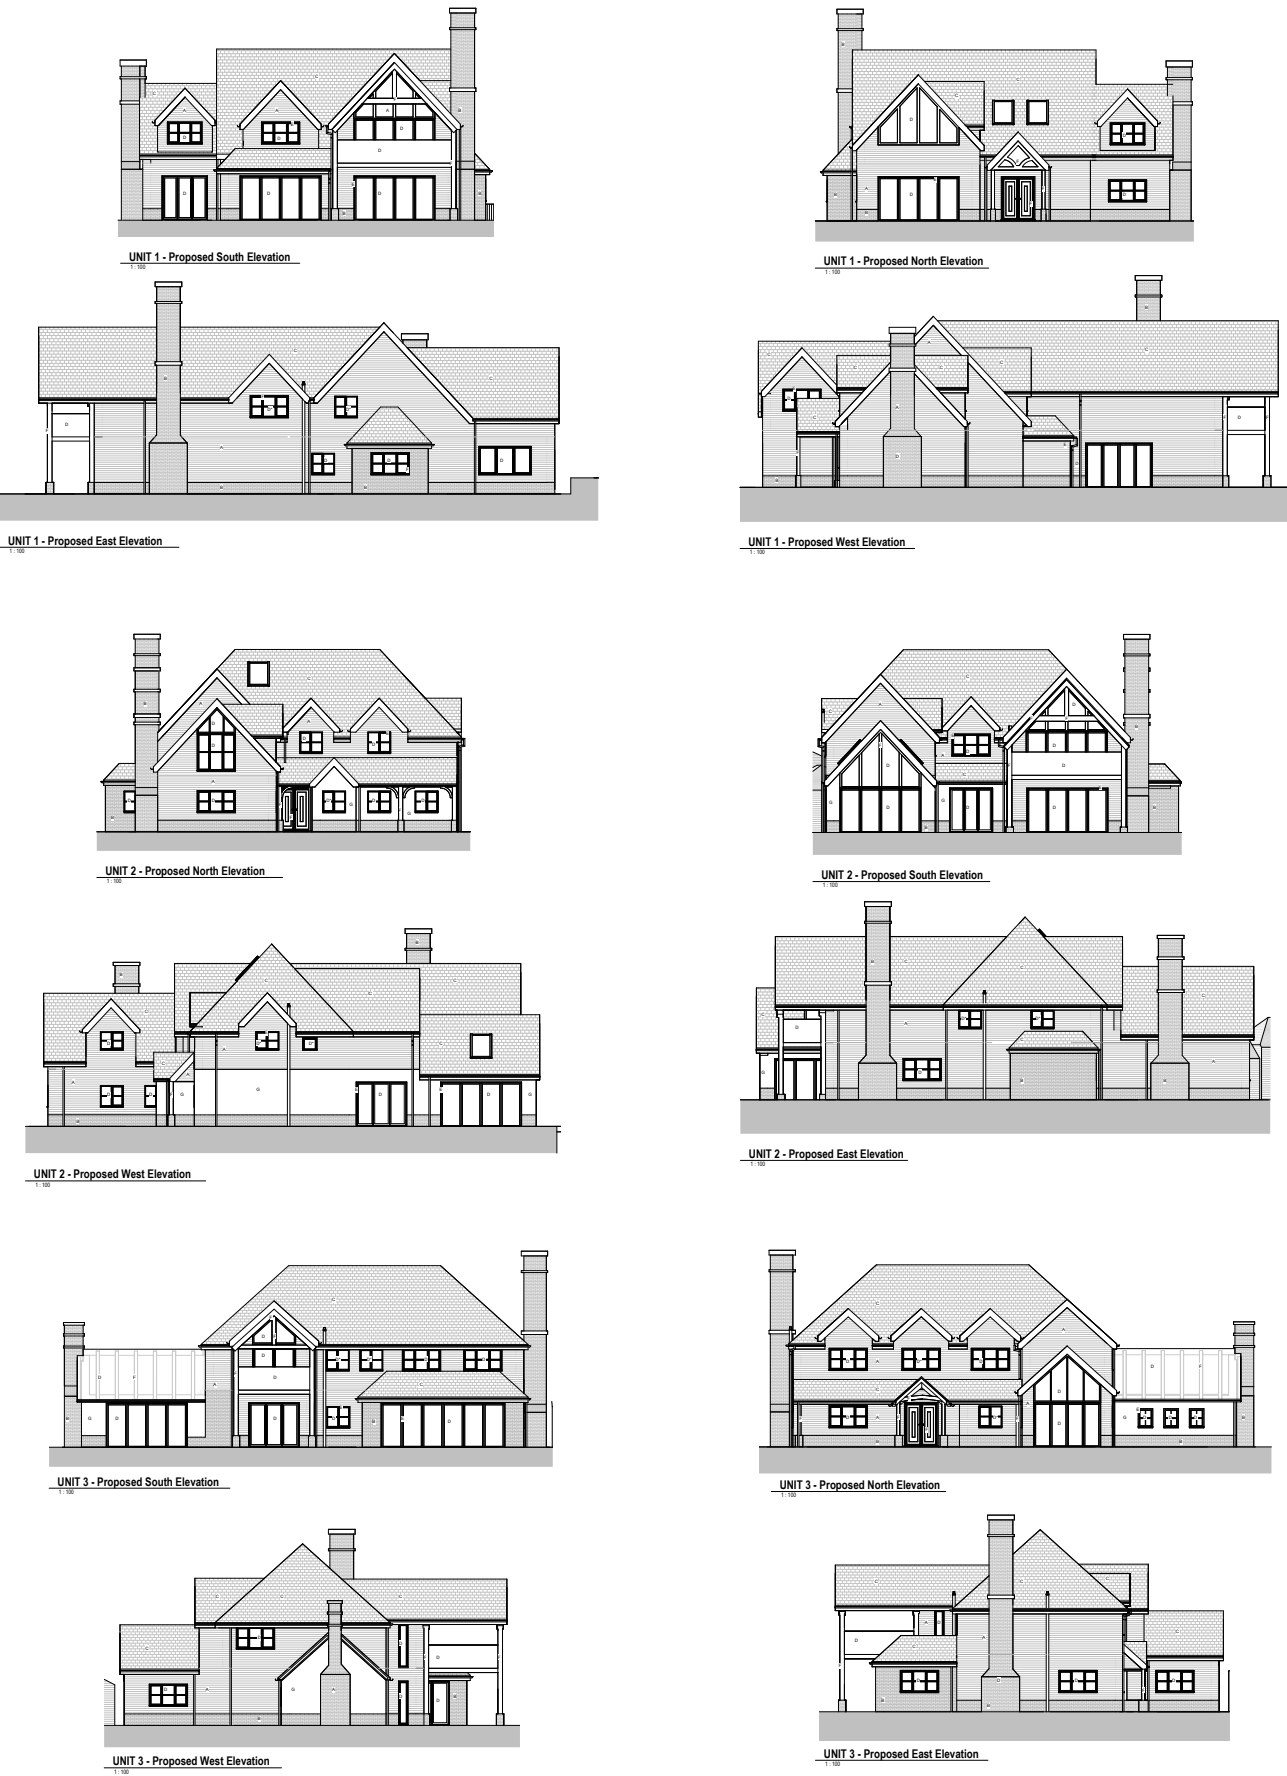 UNIT 1 - Proposed South Elevation
1 : 100
UNIT 1 - Proposed North Elevation
1 : 100
UNIT 1 - Proposed East Elevation
1 : 100
UNIT 1 - Proposed West Elevation
1 : 100
UNIT 2 - Proposed North Elevation
1 : 100
UNIT 2 - Proposed South Elevation
1 : 100
UNIT 2 - Proposed West Elevation
1 : 100
UNIT 2 - Proposed East Elevation
1 : 100
UNIT 3 - Proposed South Elevation
1 : 100
UNIT 3 - Proposed North Elevation
1 : 100
UNIT 3 - Proposed West Elevation
1 : 100
UNIT 3 - Proposed East Elevation
1 : 100